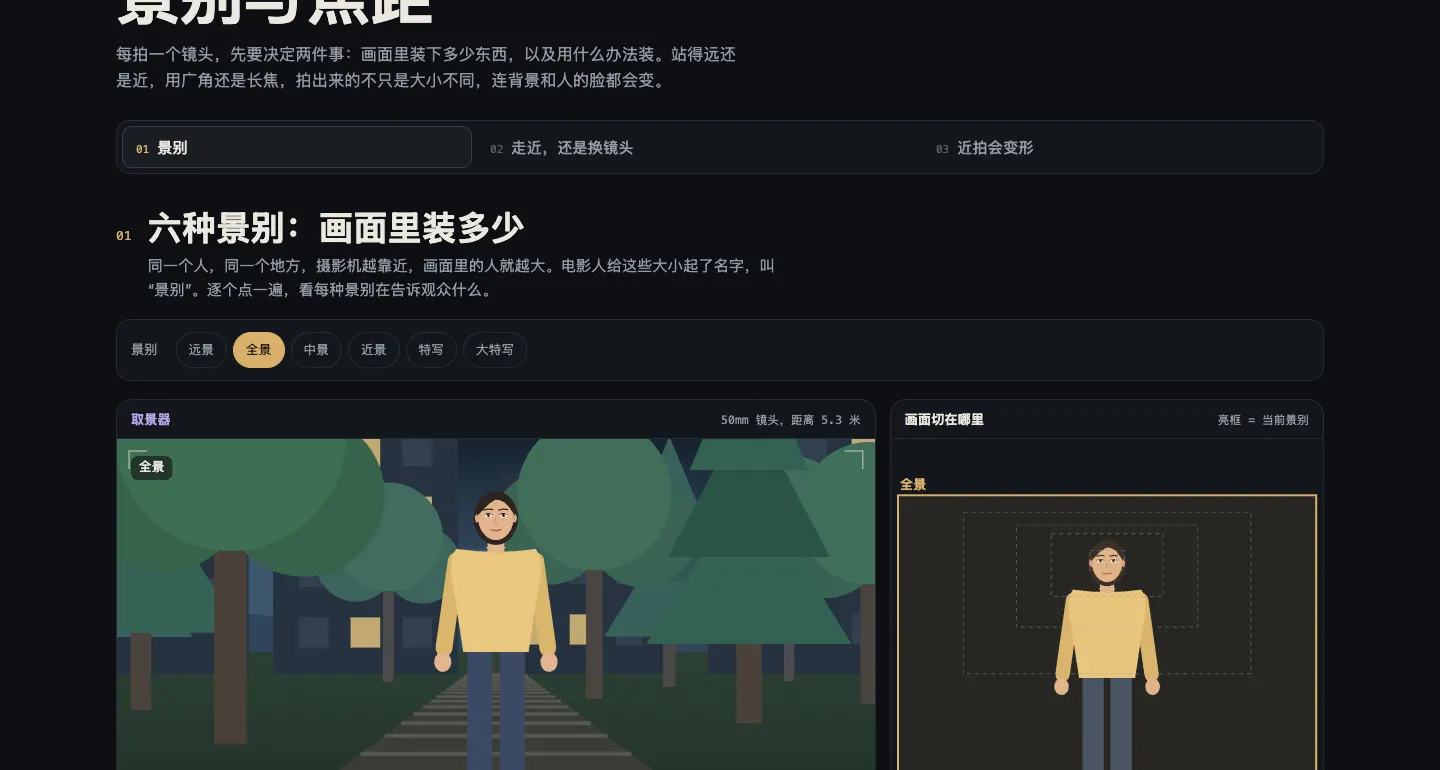 景别与焦距
每拍一个镜头，先要决定两件事：画面里装下多少东西，以及用什么办法装。站得远还
是近，用广角还是长焦，拍出来的不只是大小不同，连背景和人的脸都会变。
01 景别
02 走近，还是换镜头
03 近拍会变形
01 六种景别：画面里装多少
同一个人，同一个地方，摄影机越靠近，画面里的人就越大。电影人给这些大小起了名字，叫
“景别”。逐个点一遍，看每种景别在告诉观众什么。
景别 远景 全景 中景 近景 特写 大特写
取景器 50mm 镜头，距离 5.3 米
画面切在哪里 亮框 = 当前景别
全景
全景